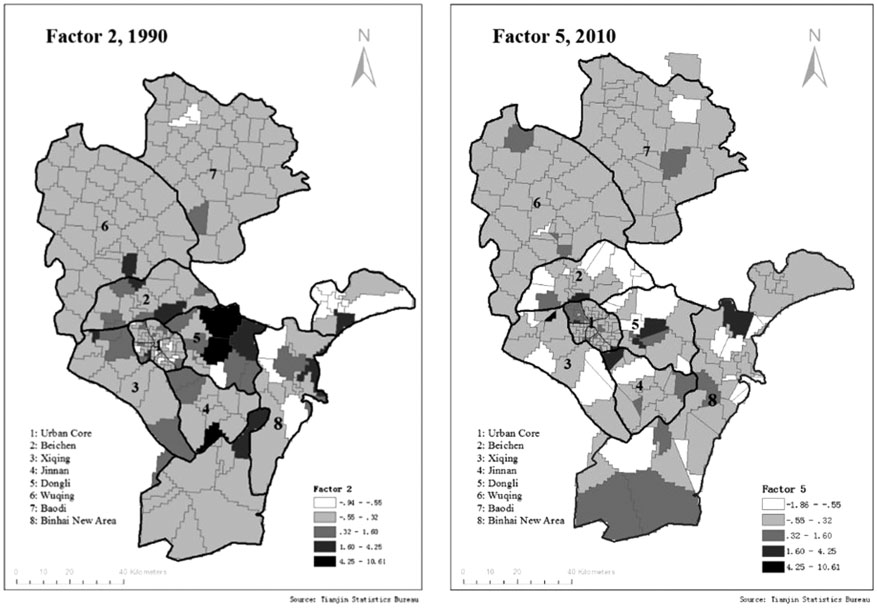 Factor 2, 1990
N
7
6
2
1
5
3
4
8
1: Urban Core
2: Beichen
3: Xiqing
4: Jinnan
5: Dongli
6: Wuqing
7: Baodi
8: Binhai New Area
Factor 2
-.94 - -.55
-.55 - .32
.32 - 1.60
1.60 - 4.25
4.25 - 10.61
0 20 40 Kilometers
Source: Tianjin Statistics Bureau
Factor 5, 2010
N
7
6
2
1
5
3
4
8
1: Urban Core
2: Beichen
3: Xiqing
4: Jinnan
5: Dongli
6: Wuqing
7: Baodi
8: Binhai New Area
Factor 5
-1.86 - -.55
-.55 - .32
.32 - 1.60
1.60 - 4.25
4.25 - 10.61
0 20 40 Kilometers
Source: Tianjin Statistics Bureau